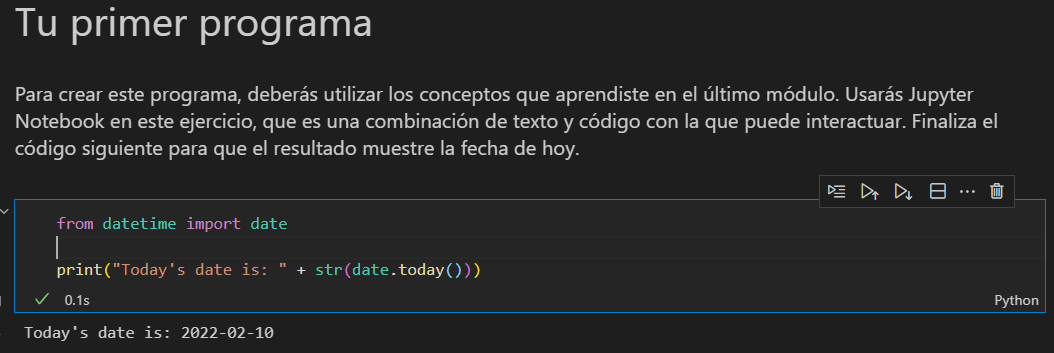 Tu primer programa
Para crear este programa, deberás utilizar los conceptos que aprendiste en el último módulo. Usarás Jupyter
Notebook en este ejercicio, que es una combinación de texto y código con la que puede interactuar. Finaliza el
código siguiente para que el resultado muestre la fecha de hoy.
from datetime import date
print("Today's date is: " + str(date.today()))
0.1s
Python
Today's date is: 2022-02-10